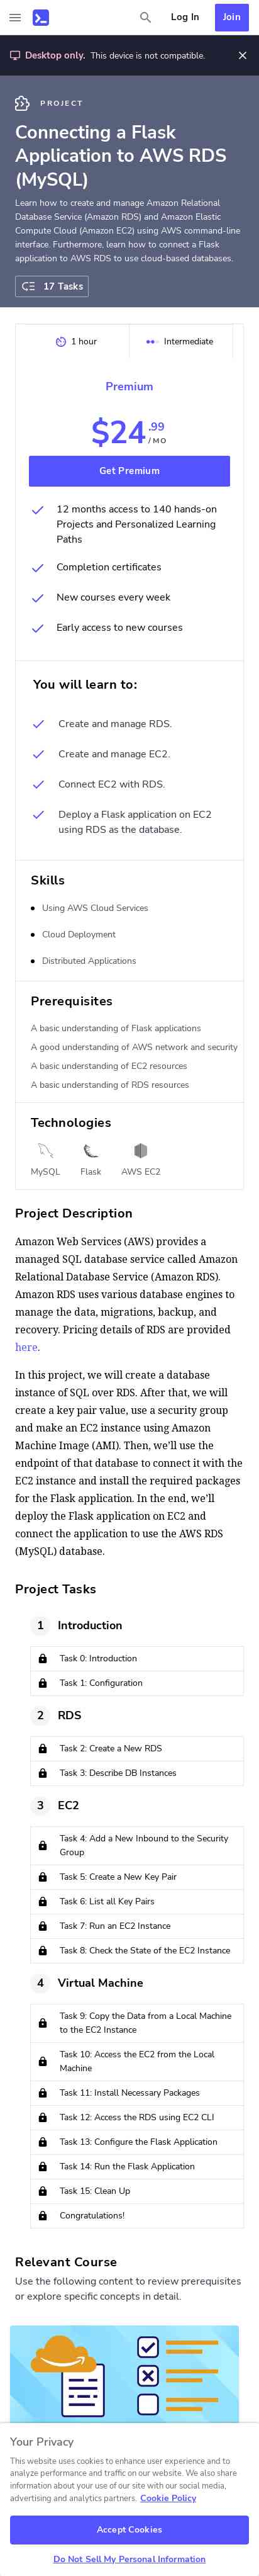 Log In
Join
Desktop only. This device is not compatible.
PROJECT
Connecting a Flask
Application to AWS RDS
(MySQL)
Learn how to create and manage Amazon Relational
Database Service (Amazon RDS) and Amazon Elastic
Compute Cloud (Amazon EC2) using AWS command-line
interface. Furthermore, learn how to connect a Flask
application to AWS RDS to use cloud-based databases.
17 Tasks
1 hour
Intermediate
Premium
$24.99
/MO
Get Premium
12 months access to 140 hands-on
Projects and Personalized Learning
Paths
Completion certificates
New courses every week
Early access to new courses
You will learn to:
Create and manage RDS.
Create and manage EC2.
Connect EC2 with RDS.
Deploy a Flask application on EC2
using RDS as the database.
Skills
Using AWS Cloud Services
Cloud Deployment
Distributed Applications
Prerequisites
A basic understanding of Flask applications
A good understanding of AWS network and security
A basic understanding of EC2 resources
A basic understanding of RDS resources
Technologies
MySQL
Flask
AWS EC2
Project Description
Amazon Web Services (AWS) provides a
managed SQL database service called Amazon
Relational Database Service (Amazon RDS).
Amazon RDS uses various database engines to
manage the data, migrations, backup, and
recovery. Pricing details of RDS are provided
here.
In this project, we will create a database
instance of SQL over RDS. After that, we will
create a key pair value, use a security group
and make an EC2 instance using Amazon
Machine Image (AMI). Then, we’ll use the
endpoint of that database to connect it with the
EC2 instance and install the required packages
for the Flask application. In the end, we’ll
deploy the Flask application on EC2 and
connect the application to use the AWS RDS
(MySQL) database.
Project Tasks
1
Introduction
Task 0: Introduction
Task 1: Configuration
2
RDS
Task 2: Create a New RDS
Task 3: Describe DB Instances
3
EC2
Task 4: Add a New Inbound to the Security
Group
Task 5: Create a New Key Pair
Task 6: List all Key Pairs
Task 7: Run an EC2 Instance
Task 8: Check the State of the EC2 Instance
4
Virtual Machine
Task 9: Copy the Data from a Local Machine
to the EC2 Instance
Task 10: Access the EC2 from the Local
Machine
Task 11: Install Necessary Packages
Task 12: Access the RDS using EC2 CLI
Task 13: Configure the Flask Application
Task 14: Run the Flask Application
Task 15: Clean Up
Congratulations!
Relevant Course
Use the following content to review prerequisites
or explore specific concepts in detail.
Your Privacy
This website uses cookies to enhance user experience and to
analyze performance and traffic on our website. We also share
information about your use of our site with our social media,
advertising and analytics partners. Cookie Policy
Accept Cookies
Do Not Sell My Personal Information